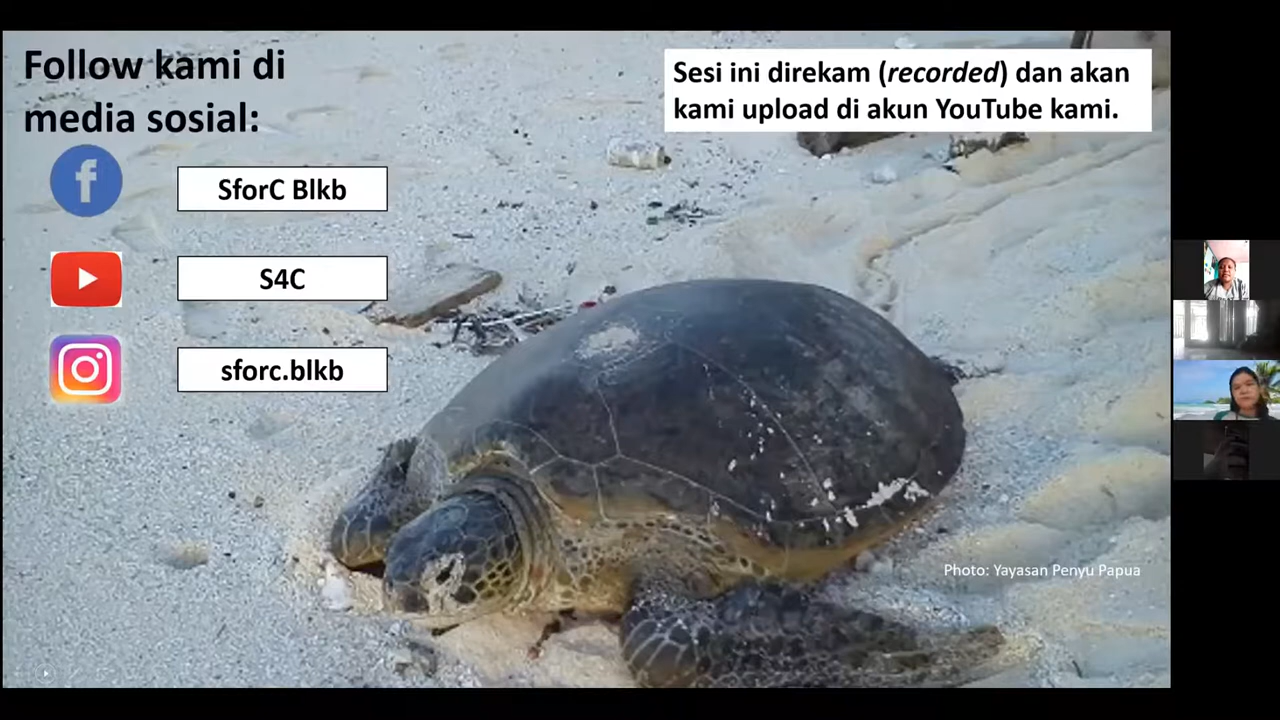 Follow kami di
media sosial:
SforC Blkb
S4C
sforc.blkb
Sesi ini direkam (recorded) dan akan
kami upload di akun YouTube kami.
Photo: Yayasan Penyu Papua